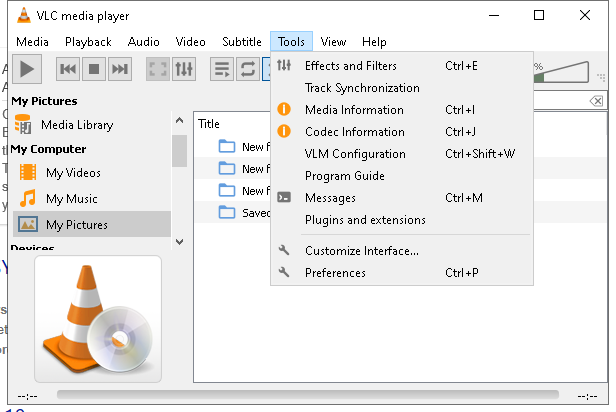 VLC media player
Media Playback Audio Video Subtitle Tools View Help
%
Effects and Filters Ctrl+E
Track Synchronization
Media Information Ctrl+I
Codec Information Ctrl+J
VLM Configuration Ctrl+Shift+W
Program Guide
Messages Ctrl+M
Plugins and extensions
Customize Interface...
Preferences Ctrl+P
My Pictures
Media Library
My Computer
My Videos
My Music
My Pictures
Devices
Title
New f
New f
New f
Saved
--:-- --:--